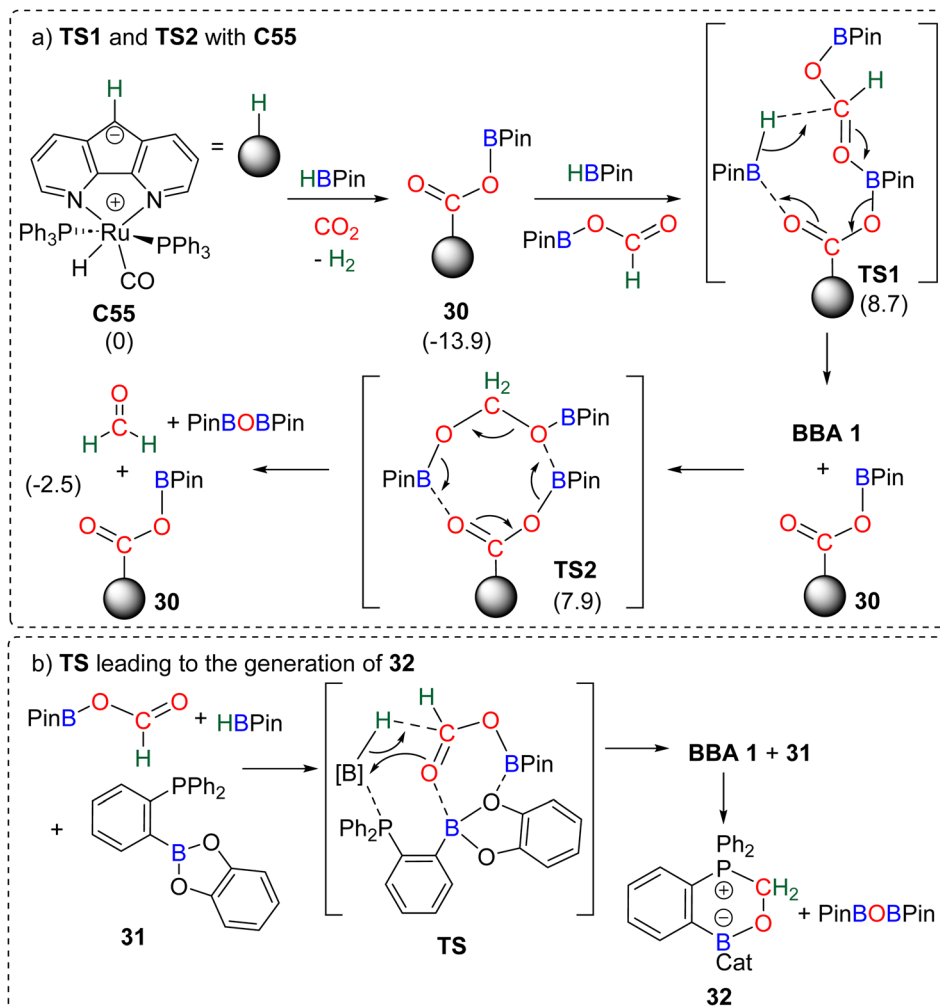 a) TS1 and TS2 with C55
H
⊖
N
N
⊕
Ru
Ph3P
PPh3
H
CO
C55
(0)
=
H
HBPin
CO2
- H2
BPin
O
O
C
30
(-13.9)
HBPin
PinB
O
O
C
H
BPin
O
H
C
H
O
PinB
BPin
O
O
C
TS1
(8.7)
BBA 1
+
BPin
O
O
C
30
H2
C
O
O
BPin
PinB
BPin
O
O
C
TS2
(7.9)
O
C
H
H
+ PinBOBPin
(-2.5)
+
BPin
O
O
C
30
b) TS leading to the generation of 32
PinB
O
O
C
H
+ HBPin
+
PPh2
B
O
O
31
H
H
C
O
[B]
O
B
Pin
O
Ph2P
B
O
TS
BBA 1 + 31
Ph2
P
⊕
CH2
⊖
O
B
Cat
+ PinBOBPin
32